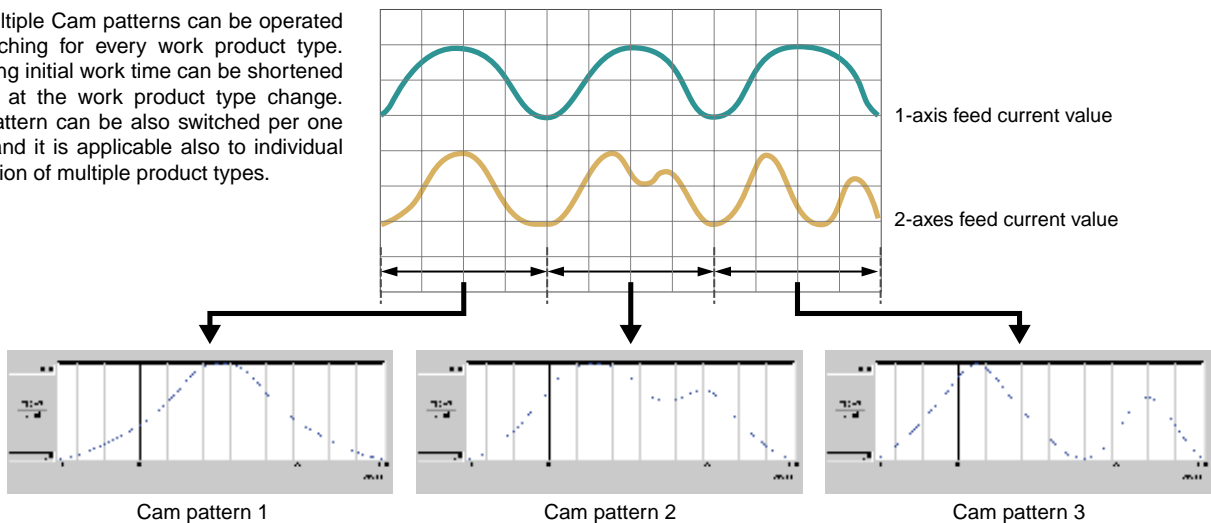 ltiple Cam patterns can be operated
ching for every work product type.
ng initial work time can be shortened
at the work product type change.
attern can be also switched per one
and it is applicable also to individual
ion of multiple product types.
1-axis feed current value
2-axes feed current value
Cam pattern 1
Cam pattern 2
Cam pattern 3